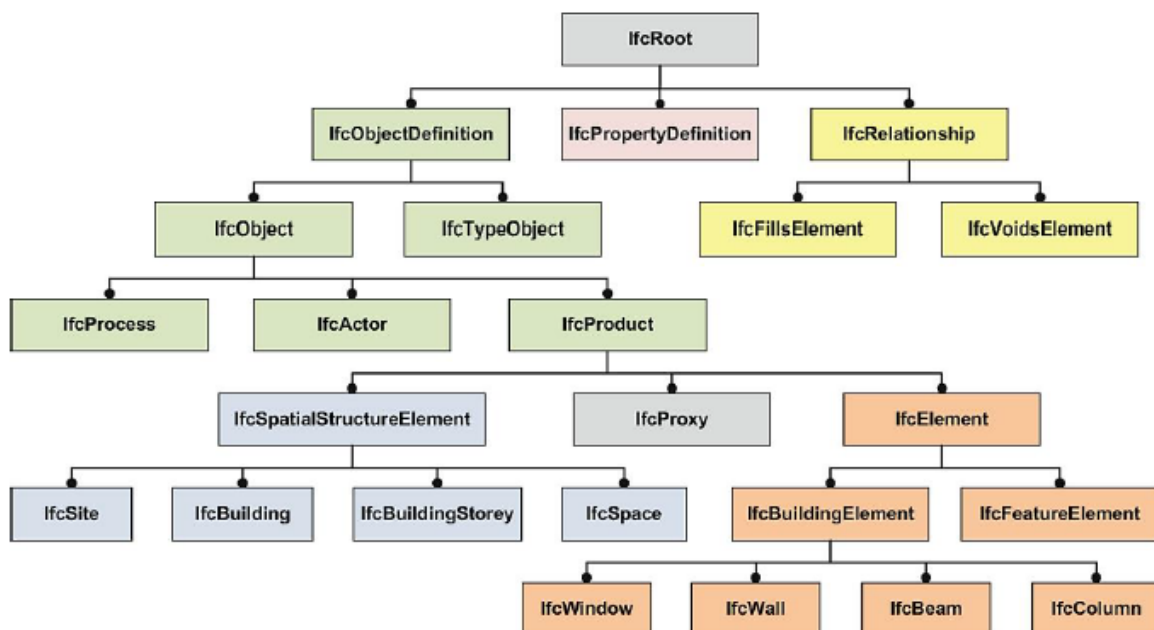 IfcRoot
IfcObjectDefinition
IfcPropertyDefinition
IfcRelationship
IfcObject
IfcTypeObject
IfcFillsElement
IfcVoidsElement
IfcProcess
IfcActor
IfcProduct
IfcSpatialStructureElement
IfcProxy
IfcElement
IfcSite
IfcBuilding
IfcBuildingStorey
IfcSpace
IfcBuildingElement
IfcFeatureElement
IfcWindow
IfcWall
IfcBeam
IfcColumn